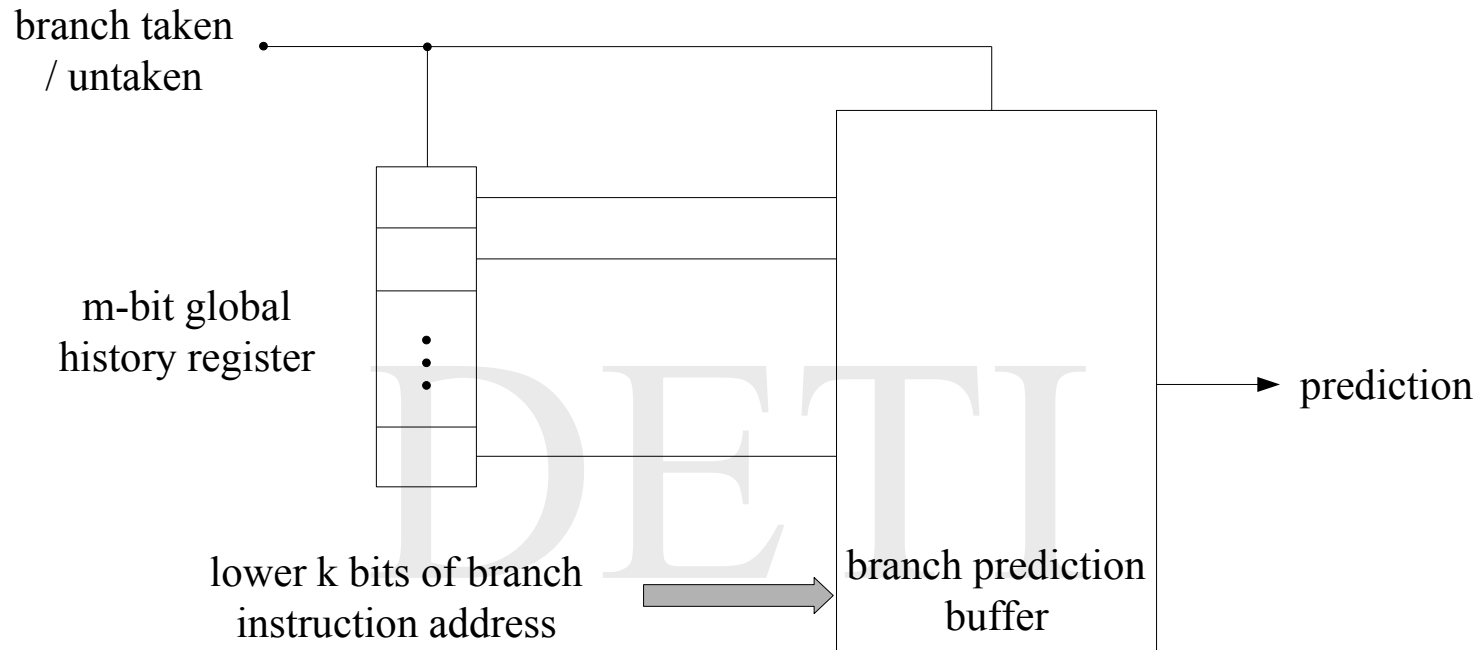 branch taken
/ untaken
m-bit global
history register
prediction
DETI
lower k bits of branch
instruction address
branch prediction
buffer